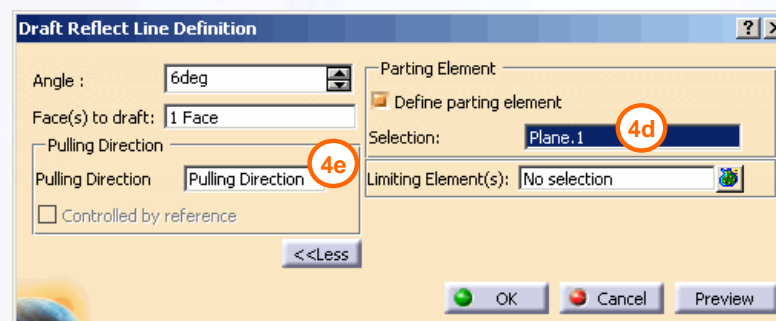 Draft Reflect Line Definition
?
Angle :
6deg
Face(s) to draft:
1 Face
Pulling Direction
Pulling Direction
Pulling Direction
4e
Controlled by reference
<<Less
Parting Element
Define parting element
Selection:
Plane.1
4d
Limiting Element(s):
No selection
OK
Cancel
Preview